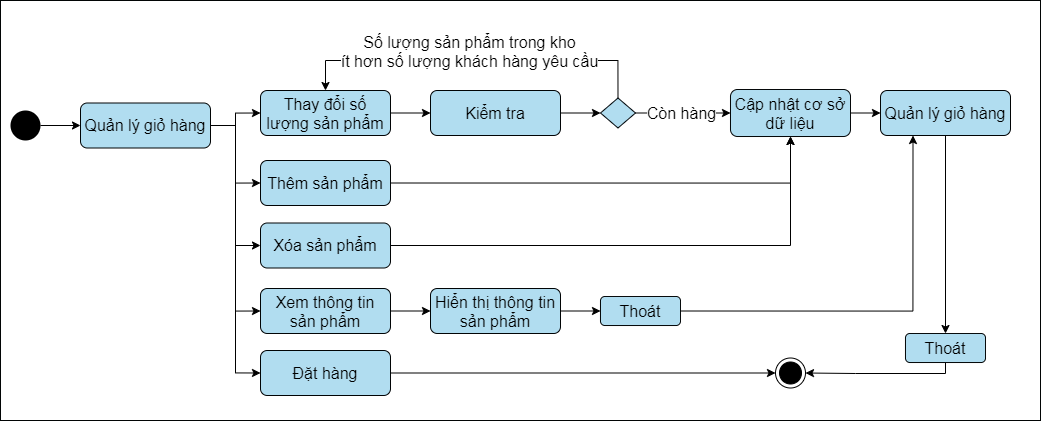 Số lượng sản phẩm trong kho
ít hơn số lượng khách hàng yêu cầu
Quản lý giỏ hàng
Thay đổi số
lượng sản phẩm
Kiểm tra
Còn hàng
Cập nhật cơ sở
dữ liệu
Quản lý giỏ hàng
Thêm sản phẩm
Xóa sản phẩm
Xem thông tin
sản phẩm
Hiển thị thông tin
sản phẩm
Thoát
Thoát
Đặt hàng